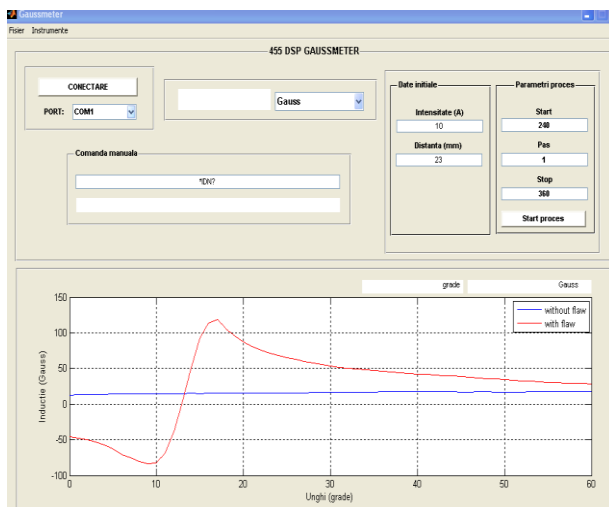 Gaussmeter
Fisier Instrumente
455 DSP GAUSSMETER
CONECTARE
PORT: COM1
Gauss
Comanda manuala
*IDN?
Date initiale
Intensitate (A)
10
Distanta (mm)
23
Parametri proces
Start
240
Pas
1
Stop
360
Start proces
grade
Gauss
without flaw
with flaw
Inductie (Gauss)
150
100
50
0
-50
-100
0 10 20 30 40 50 60
Unghi (grade)